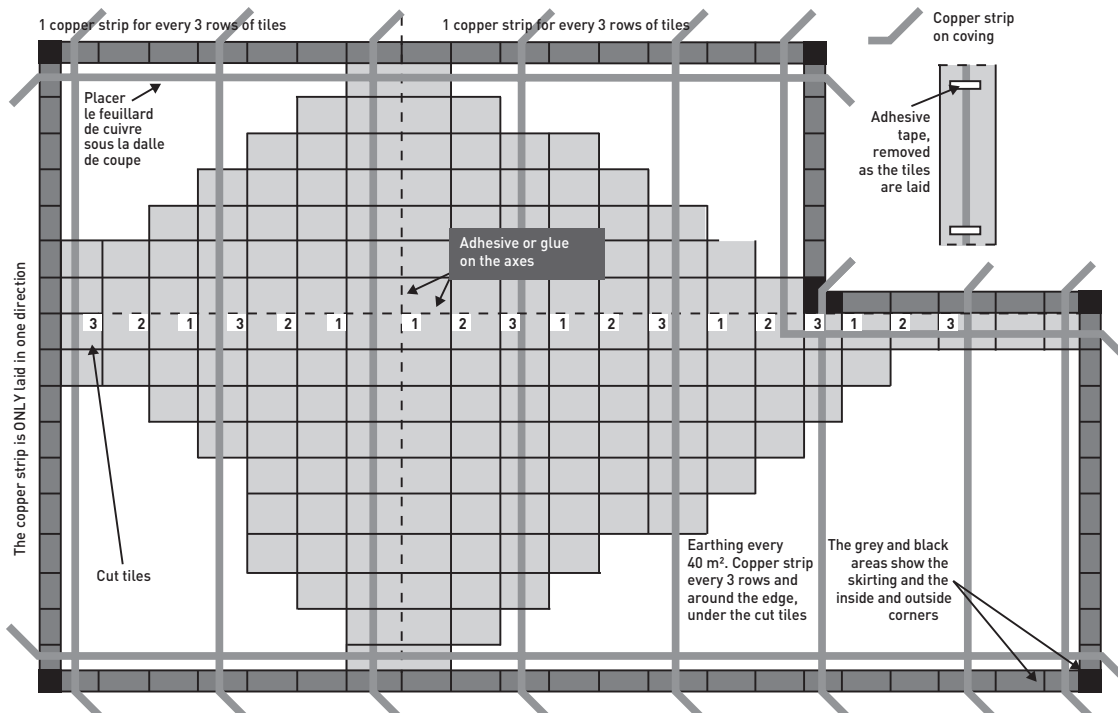 1 copper strip for every 3 rows of tiles
1 copper strip for every 3 rows of tiles
Copper strip
on coving
Placer
le feuillard
de cuivre
sous la dalle
de coupe
Adhesive
tape,
removed
as the tiles
are laid
Adhesive or glue
on the axes
The copper strip is ONLY laid in one direction
3 2 1 3 2 1 1 2 3 1 2 3 1 2 3 1 2 3
Cut tiles
Earthing every
40 m². Copper strip
every 3 rows and
around the edge,
under the cut tiles
The grey and black
areas show the
skirting and the
inside and outside
corners